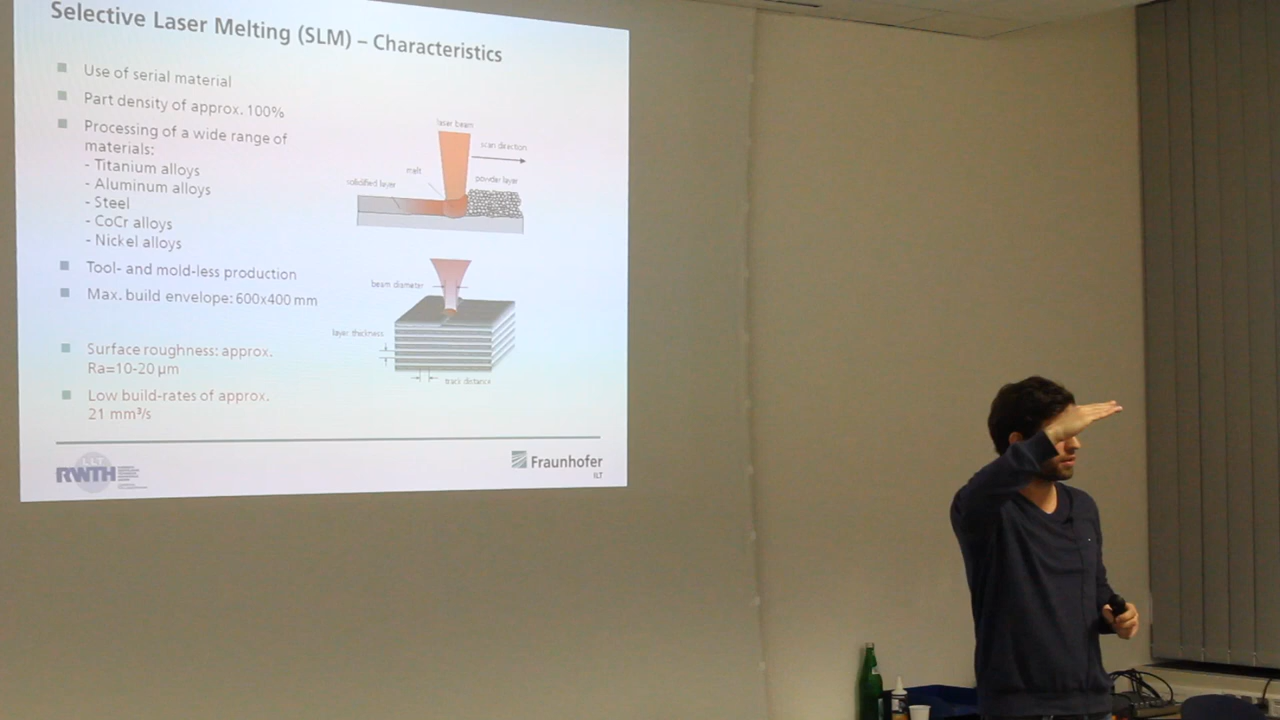 Selective Laser Melting (SLM) – Characteristics
Use of serial material
Part density of approx. 100%
Processing of a wide range of
materials:
- Titanium alloys
- Aluminum alloys
- Steel
- CoCr alloys
- Nickel alloys
Tool- and mold-less production
Max. build envelope: 600x400 mm
Surface roughness: approx.
Ra=10-20 µm
Low build-rates of approx.
21 mm³/s
laser beam
scan direction
melt
powder layer
solidified layer
beam diameter
layer thickness
track distance
LLT
RWTH
Fraunhofer
ILT